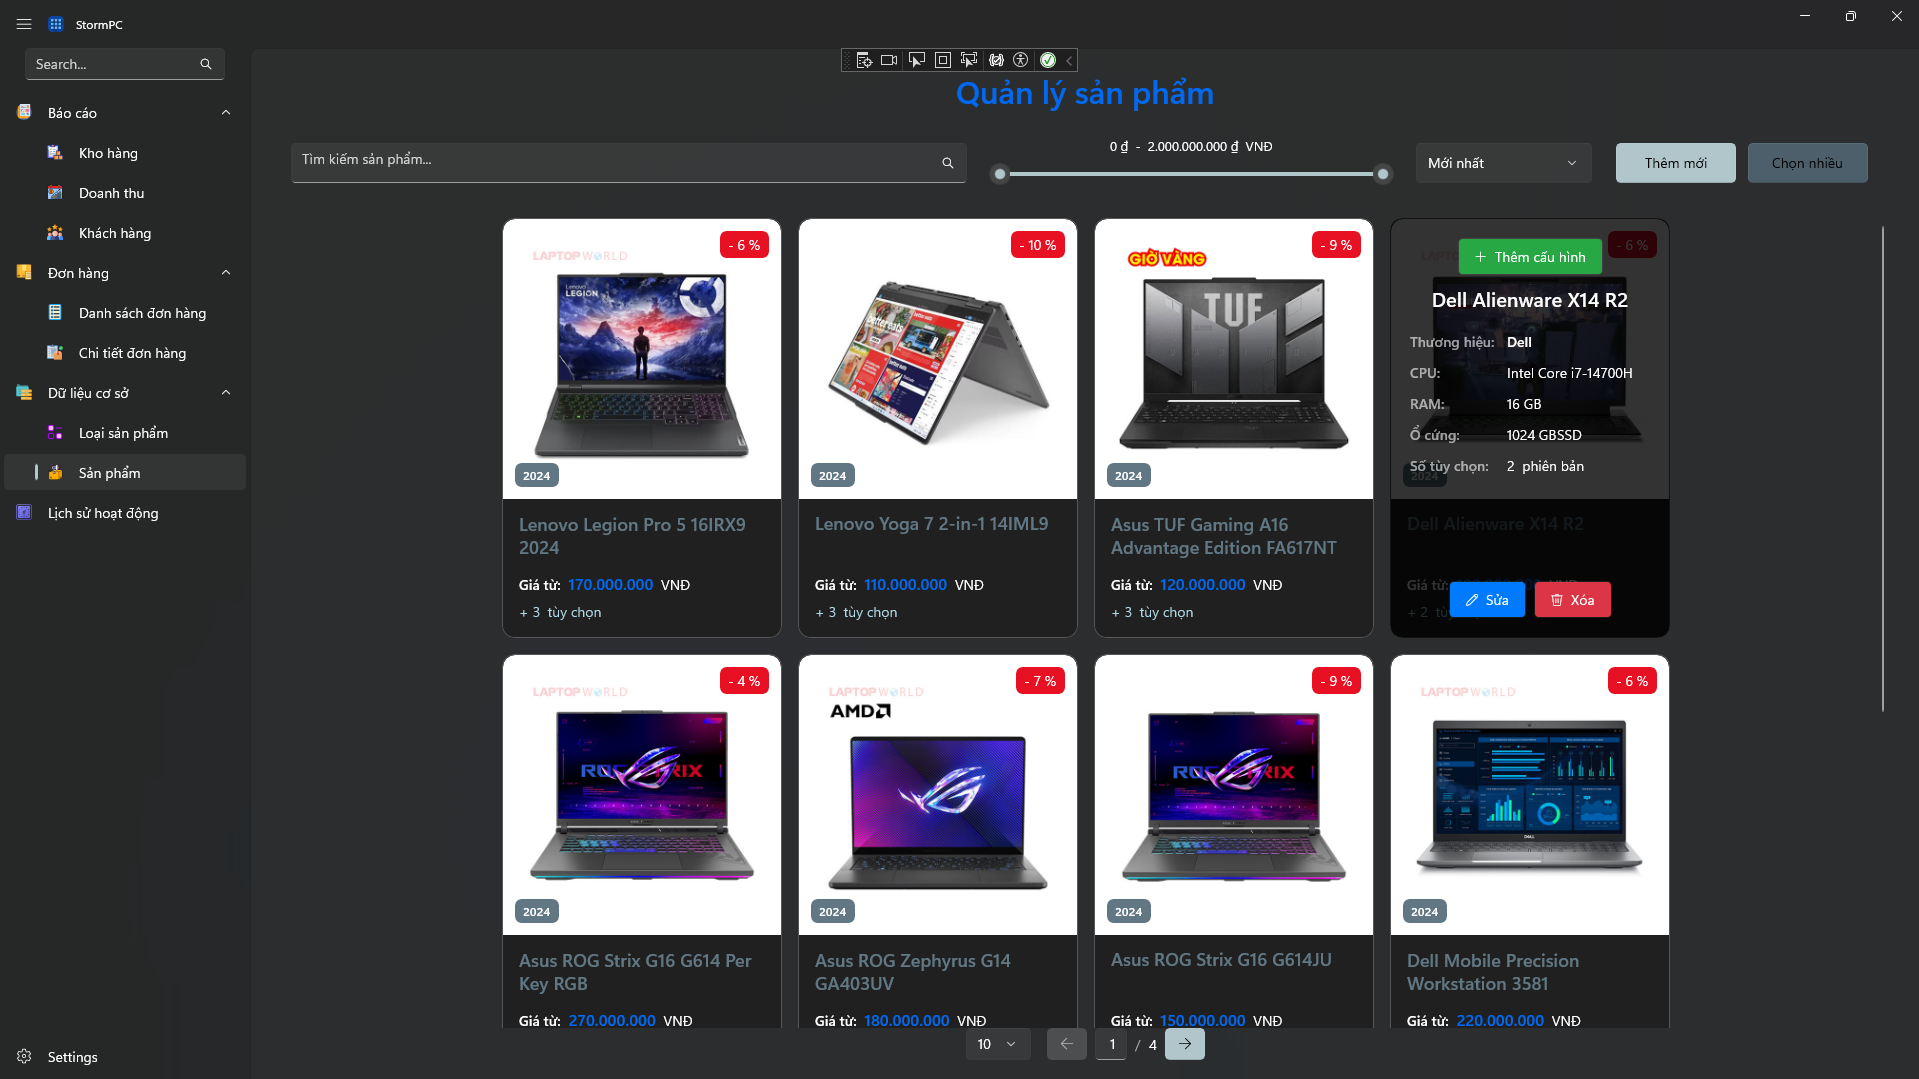 StormPC
Search...
Báo cáo
Kho hàng
Doanh thu
Khách hàng
Đơn hàng
Danh sách đơn hàng
Chi tiết đơn hàng
Dữ liệu cơ sở
Loại sản phẩm
Sản phẩm
Lịch sử hoạt động
Settings
Quản lý sản phẩm
Tìm kiếm sản phẩm...
0 ₫ - 2.000.000.000 ₫ VNĐ
Mới nhất
Thêm mới
Chọn nhiều
- 6 %
LAPTOP WORLD
Lenovo
LEGION
2024
Lenovo Legion Pro 5 16IRX9
2024
Giá từ: 170.000.000 VNĐ
+ 3 tùy chọn
- 10 %
2024
Lenovo Yoga 7 2-in-1 14IML9
Giá từ: 110.000.000 VNĐ
+ 3 tùy chọn
- 9 %
GIỜ VÀNG
TUF
2024
Asus TUF Gaming A16
Advantage Edition FA617NT
Giá từ: 120.000.000 VNĐ
+ 3 tùy chọn
- 6 %
Thêm cấu hình
Dell Alienware X14 R2
Thương hiệu: Dell
CPU: Intel Core i7-14700H
RAM: 16 GB
Ổ cứng: 1024 GBSSD
Số tùy chọn: 2 phiên bản
2024
Dell Alienware X14 R2
Giá từ:
+ 2
Sửa
Xóa
- 4 %
LAPTOP WORLD
2024
Asus ROG Strix G16 G614 Per
Key RGB
Giá từ: 270.000.000 VNĐ
- 7 %
LAPTOP WORLD
AMD
2024
Asus ROG Zephyrus G14
GA403UV
Giá từ: 180.000.000 VNĐ
- 9 %
2024
Asus ROG Strix G16 G614JU
Giá từ: 150.000.000 VNĐ
- 6 %
LAPTOP WORLD
DELL
2024
Dell Mobile Precision
Workstation 3581
Giá từ: 220.000.000 VNĐ
10
1 / 4